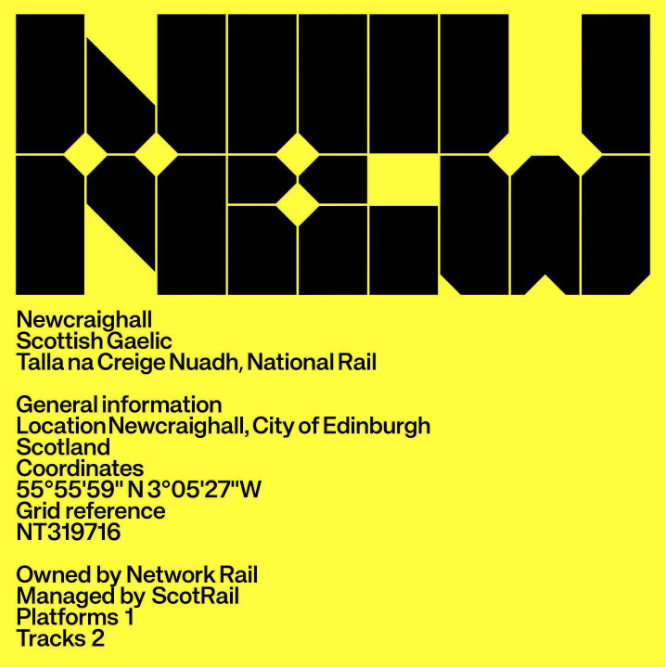 NEW
Newcraighall
Scottish Gaelic
Talla na Creige Nuadh, National Rail
General information
Location Newcraighall, City of Edinburgh
Scotland
Coordinates
55°55'59" N 3°05'27"W
Grid reference
NT319716
Owned by Network Rail
Managed by ScotRail
Platforms 1
Tracks 2